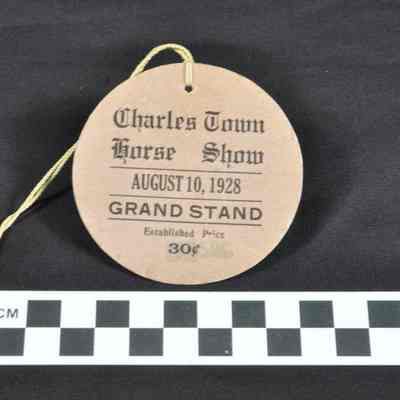 Charles Town
Horse Show
AUGUST 10, 1928
GRAND STAND
Established Price
30¢
CM